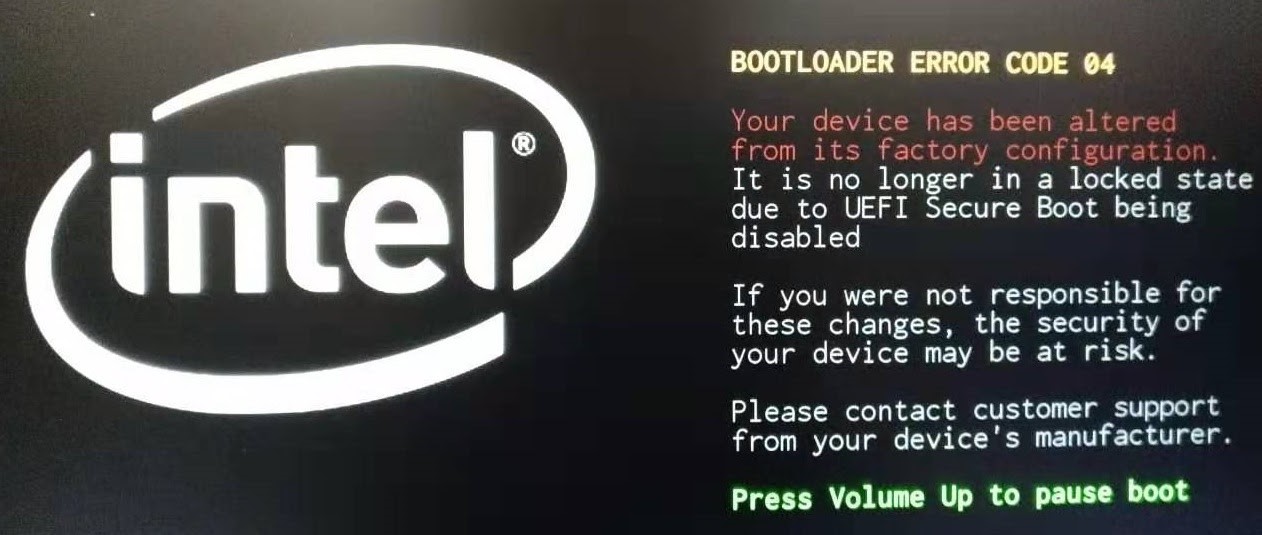 intel®
BOOTLOADER ERROR CODE 04
Your device has been altered
from its factory configuration.
It is no longer in a locked state
due to UEFI Secure Boot being
disabled
If you were not responsible for
these changes, the security of
your device may be at risk.
Please contact customer support
from your device's manufacturer.
Press Volume Up to pause boot